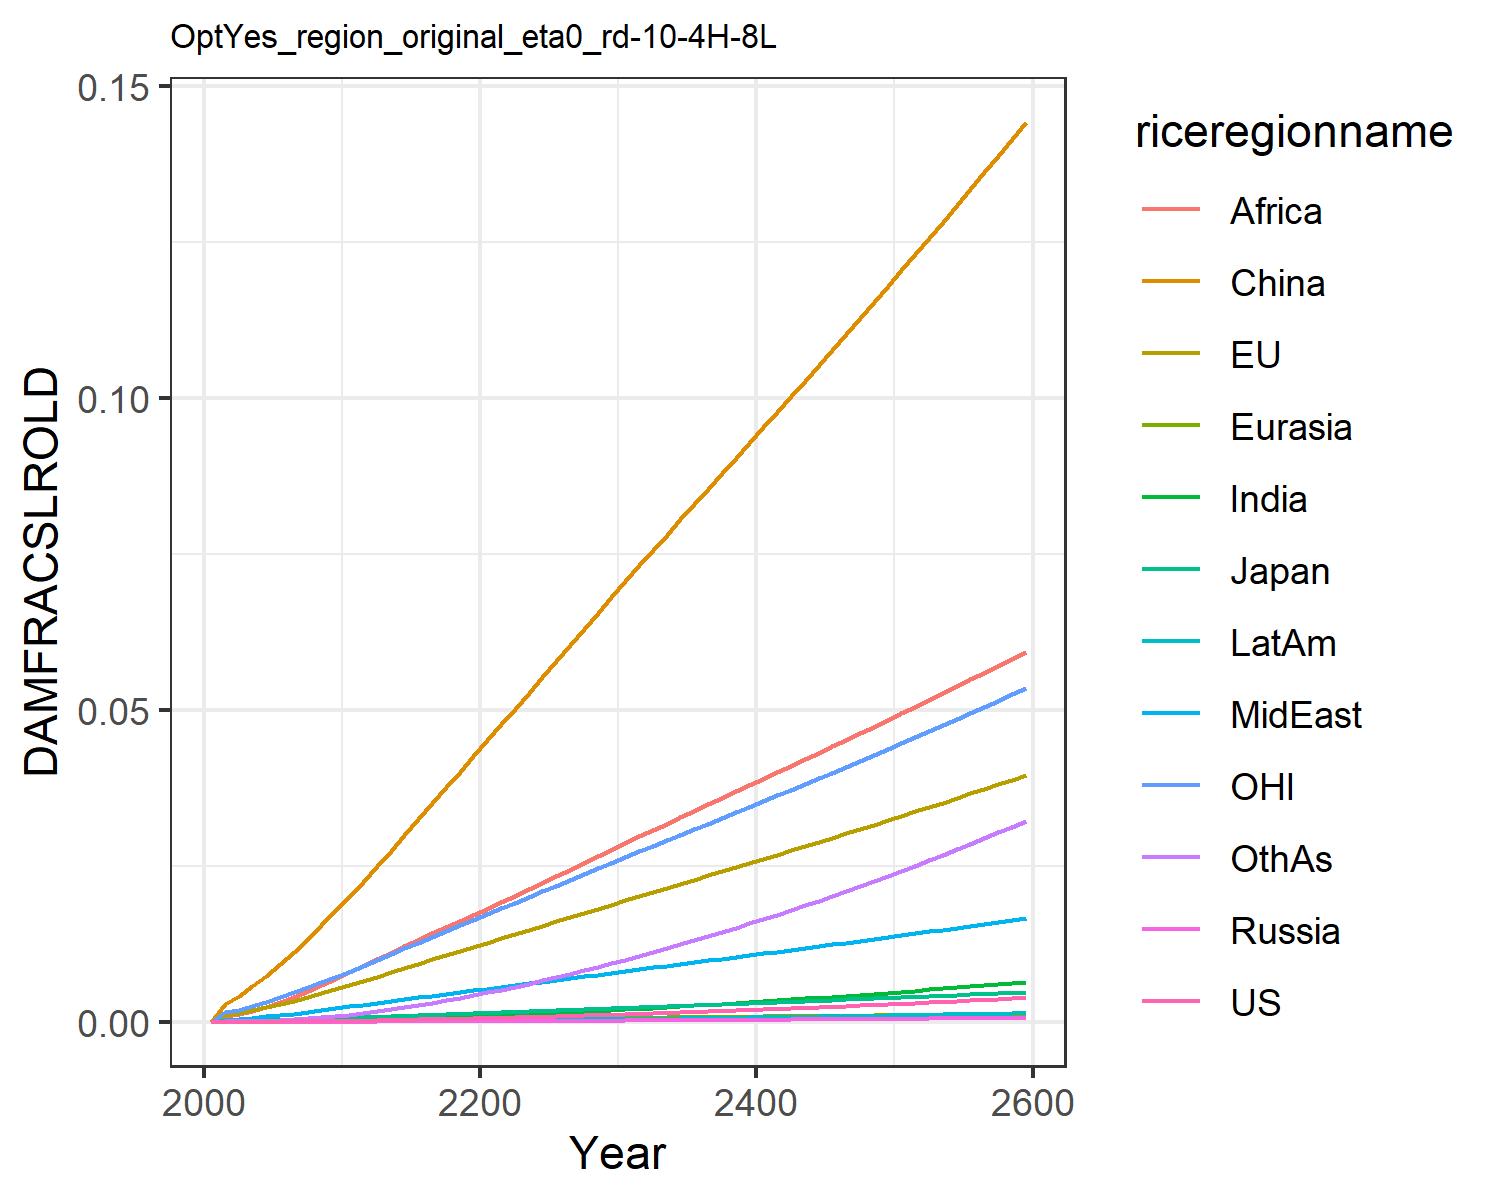 OptYes_region_original_eta0_rd-10-4H-8L
0.15
0.10
0.05
0.00
DAMFRACSLROLD
2000
2200
2400
2600
Year
riceregionname
Africa
China
EU
Eurasia
India
Japan
LatAm
MidEast
OHI
OthAs
Russia
US